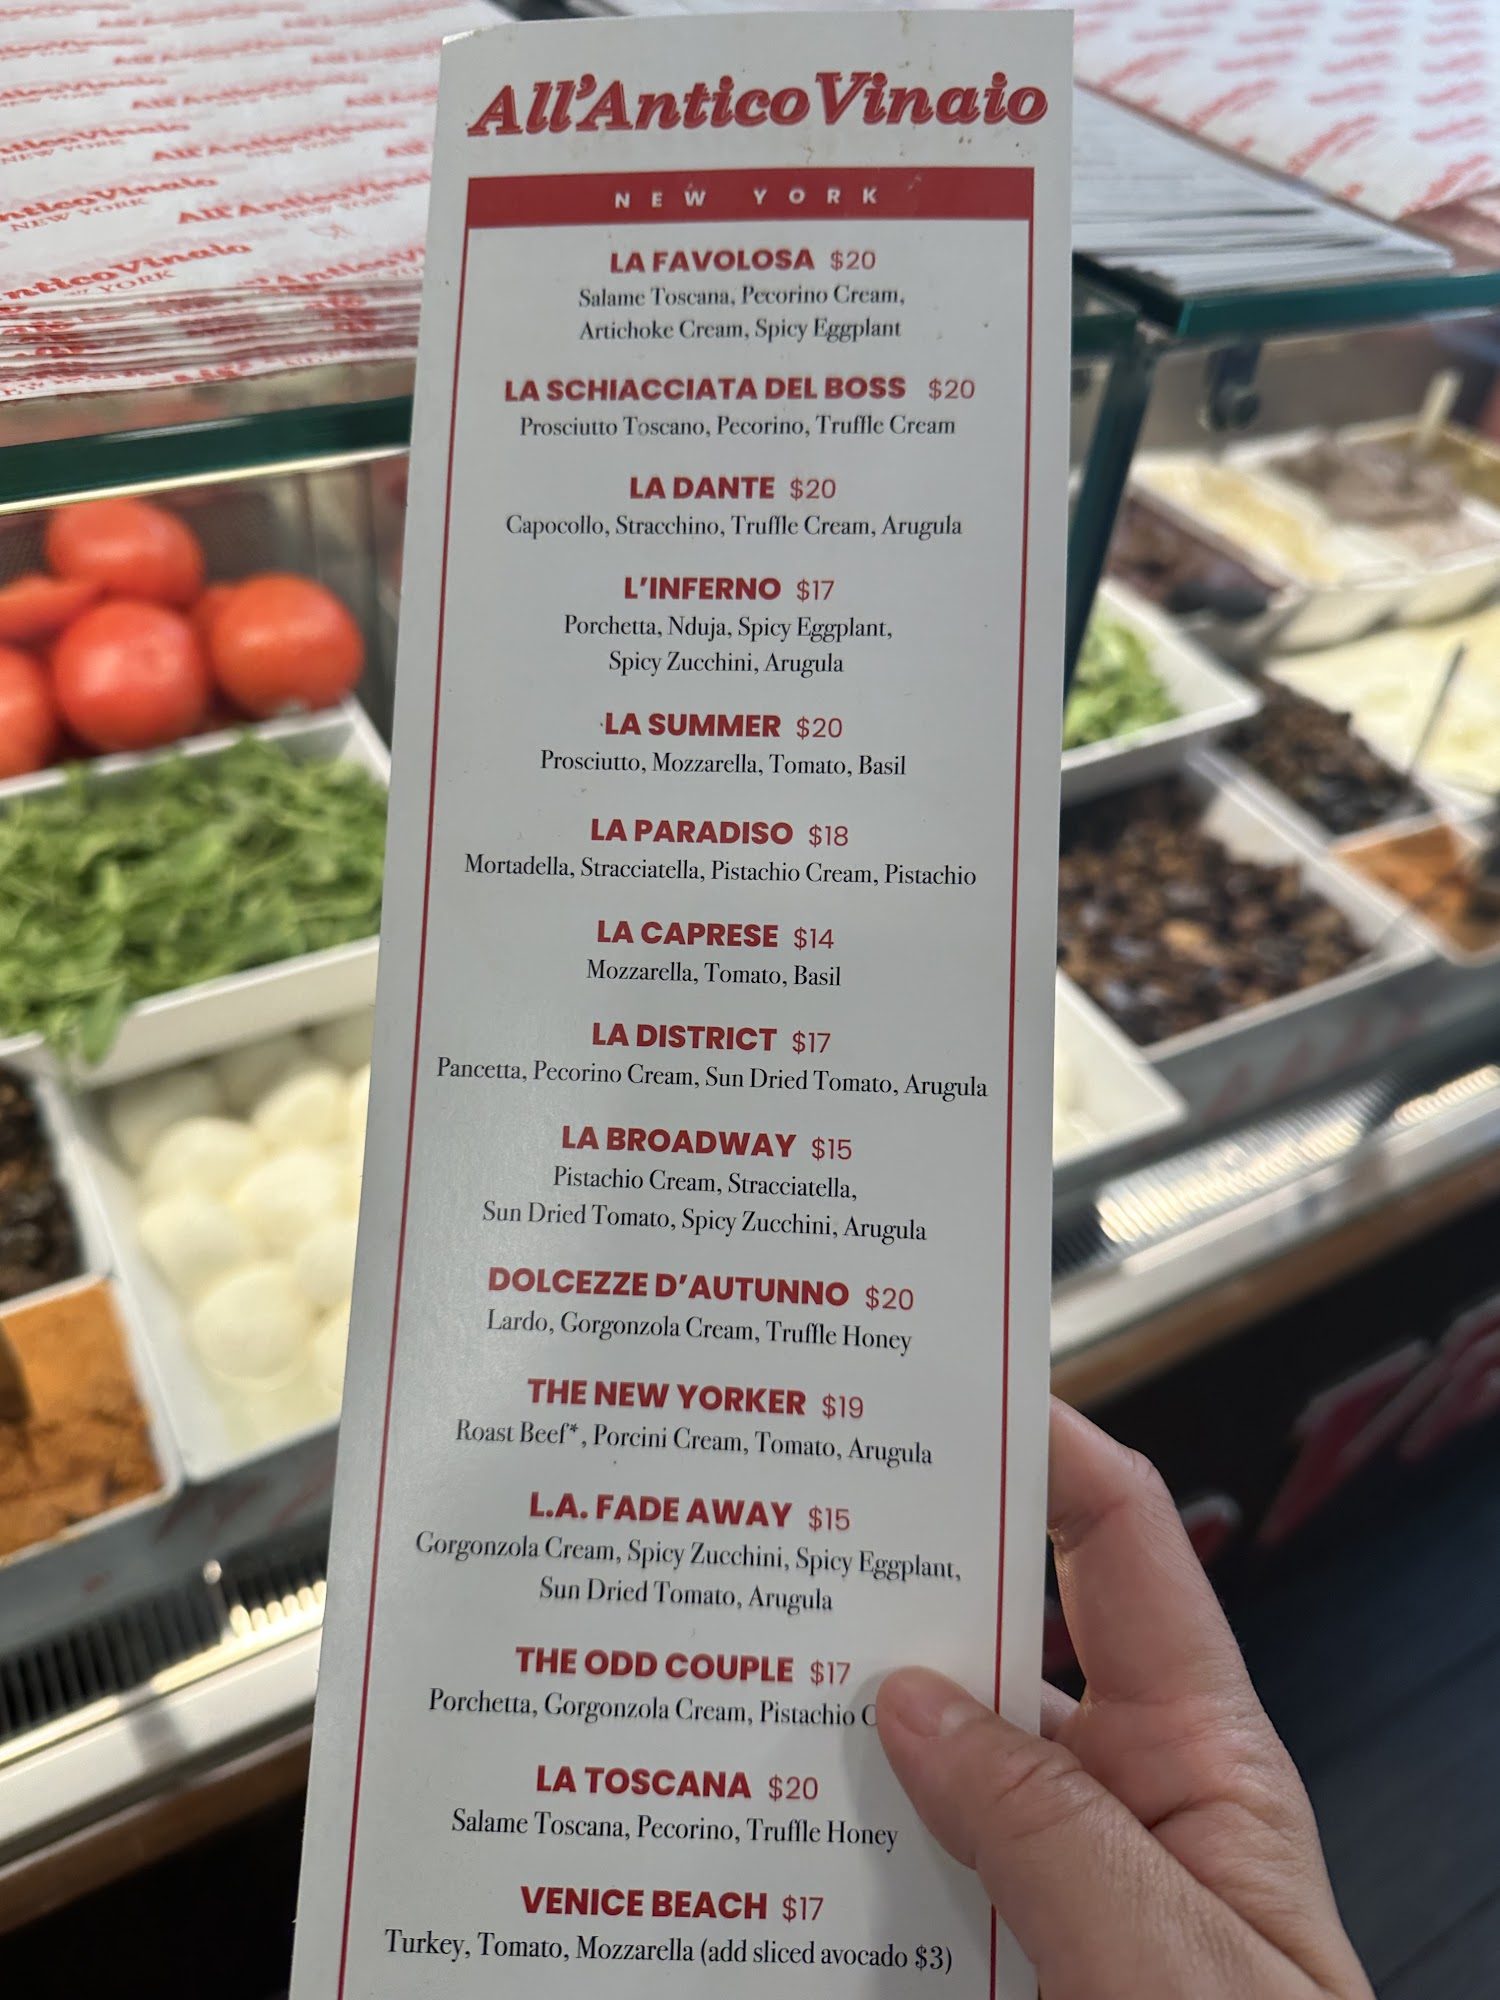 All'Antico Vinaio
NEW YORK
LA FAVOLOSA $20
Salame Toscana, Pecorino Cream,
Artichoke Cream, Spicy Eggplant
LA SCHIACCIATA DEL BOSS $20
Prosciutto Toscano, Pecorino, Truffle Cream
LA DANTE $20
Capocollo, Stracchino, Truffle Cream, Arugula
L'INFERNO $17
Porchetta, Nduja, Spicy Eggplant,
Spicy Zucchini, Arugula
LA SUMMER $20
Prosciutto, Mozzarella, Tomato, Basil
LA PARADISO $18
Mortadella, Stracciatella, Pistachio Cream, Pistachio
LA CAPRESE $14
Mozzarella, Tomato, Basil
LA DISTRICT $17
Pancetta, Pecorino Cream, Sun Dried Tomato, Arugula
LA BROADWAY $15
Pistachio Cream, Stracciatella,
Sun Dried Tomato, Spicy Zucchini, Arugula
DOLCEZZE D'AUTUNNO $20
Lardo, Gorgonzola Cream, Truffle Honey
THE NEW YORKER $19
Roast Beef*, Porcini Cream, Tomato, Arugula
L.A. FADE AWAY $15
Gorgonzola Cream, Spicy Zucchini, Spicy Eggplant,
Sun Dried Tomato, Arugula
THE ODD COUPLE $17
Porchetta, Gorgonzola Cream, Pistachio
LA TOSCANA $20
Salame Toscana, Pecorino, Truffle Honey
VENICE BEACH $17
Turkey, Tomato, Mozzarella (add sliced avocado $3)